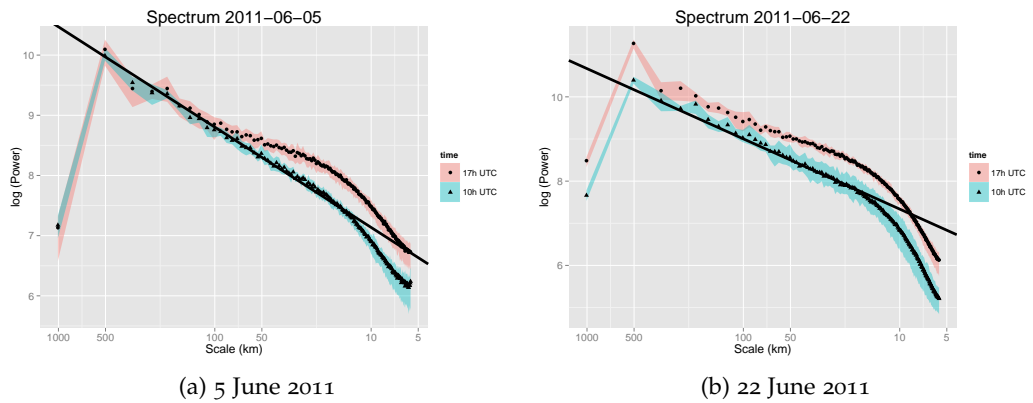 Spectrum 2011−06−05
10
9
8
7
6
log (Power)
1000
500
100
50
10
5
Scale (km)
time
17h UTC
10h UTC
(a) 5 June 2011
Spectrum 2011−06−22
10
8
6
log (Power)
1000
500
100
50
10
5
Scale (km)
time
17h UTC
10h UTC
(b) 22 June 2011